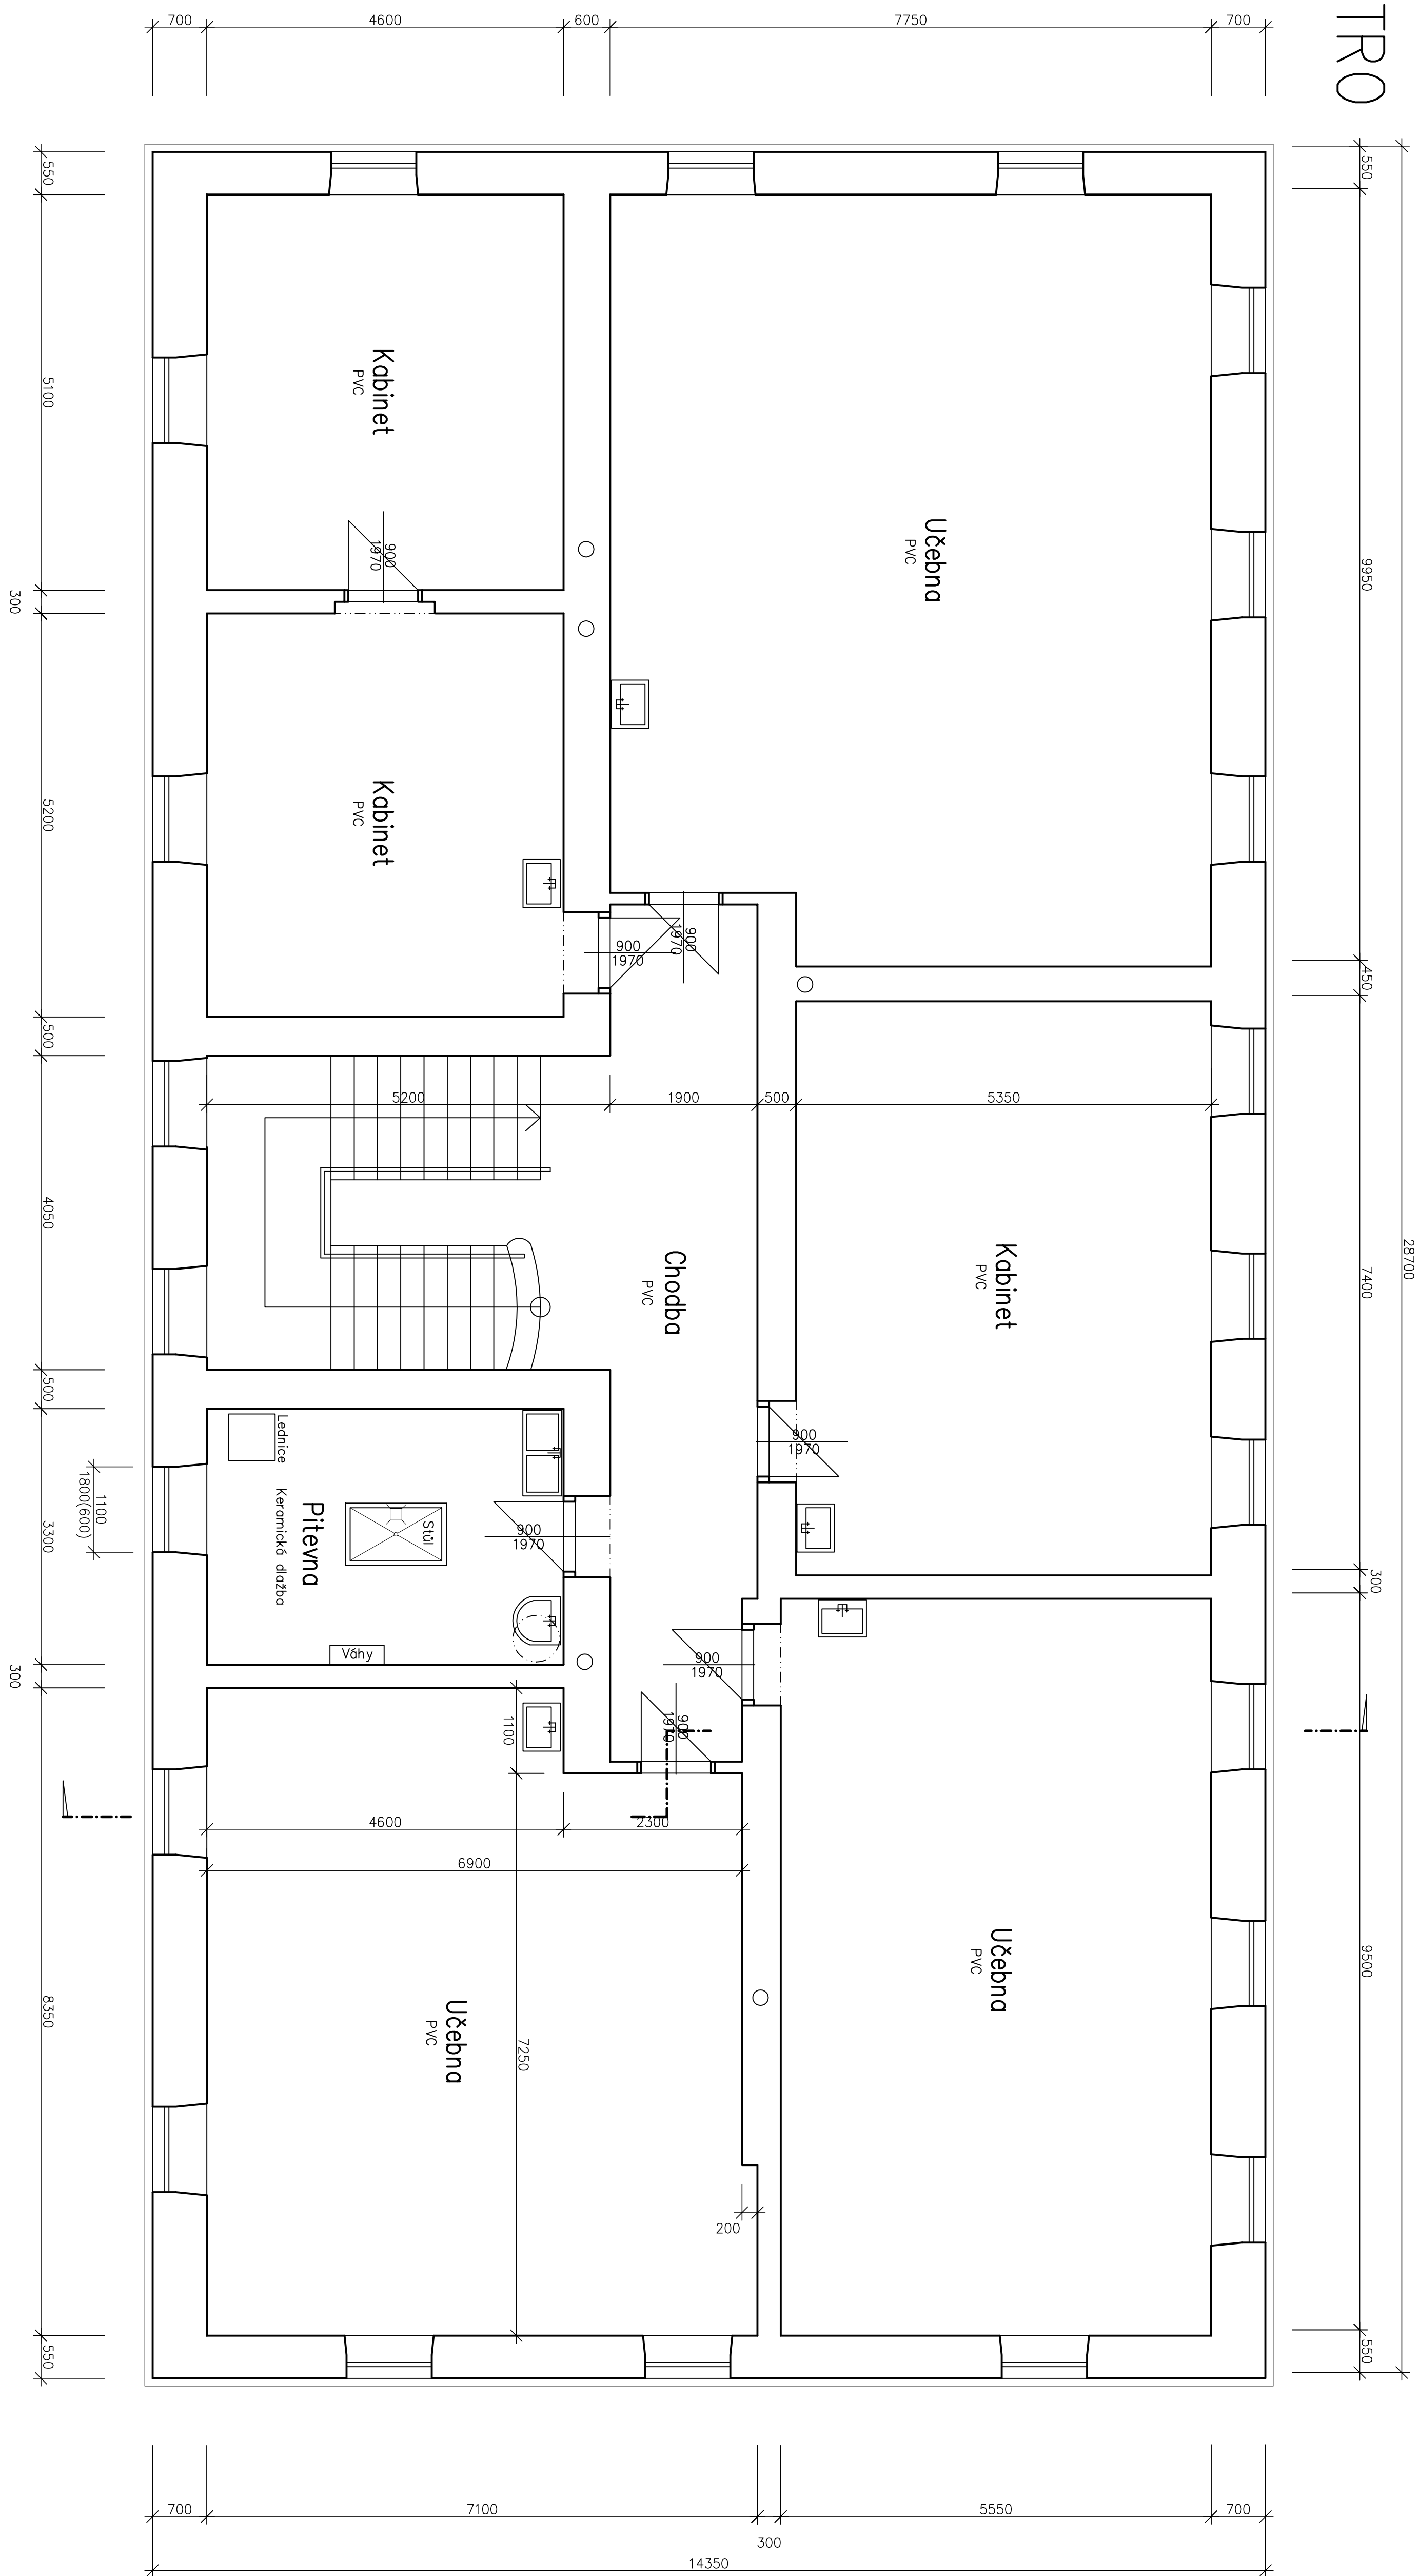 TRO
700
4600
600
7750
700
550
5100
300
5200
500
4050
500
3300
300
8350
550
1100
1800(600)
28700
550
9950
450
7400
300
9500
550
Učebna
PVC
Kabinet
PVC
900
1970
Kabinet
PVC
900
1970
900
1970
5200
1900
500
5350
Chodba
PVC
Kabinet
PVC
900
1970
Lednice
Pitevna
Keramická dlažba
Stůl
Váhy
900
1970
900
1970
900
1970
1100
4600
2300
6900
7250
Učebna
PVC
Učebna
PVC
200
700
7100
300
5550
700
14350